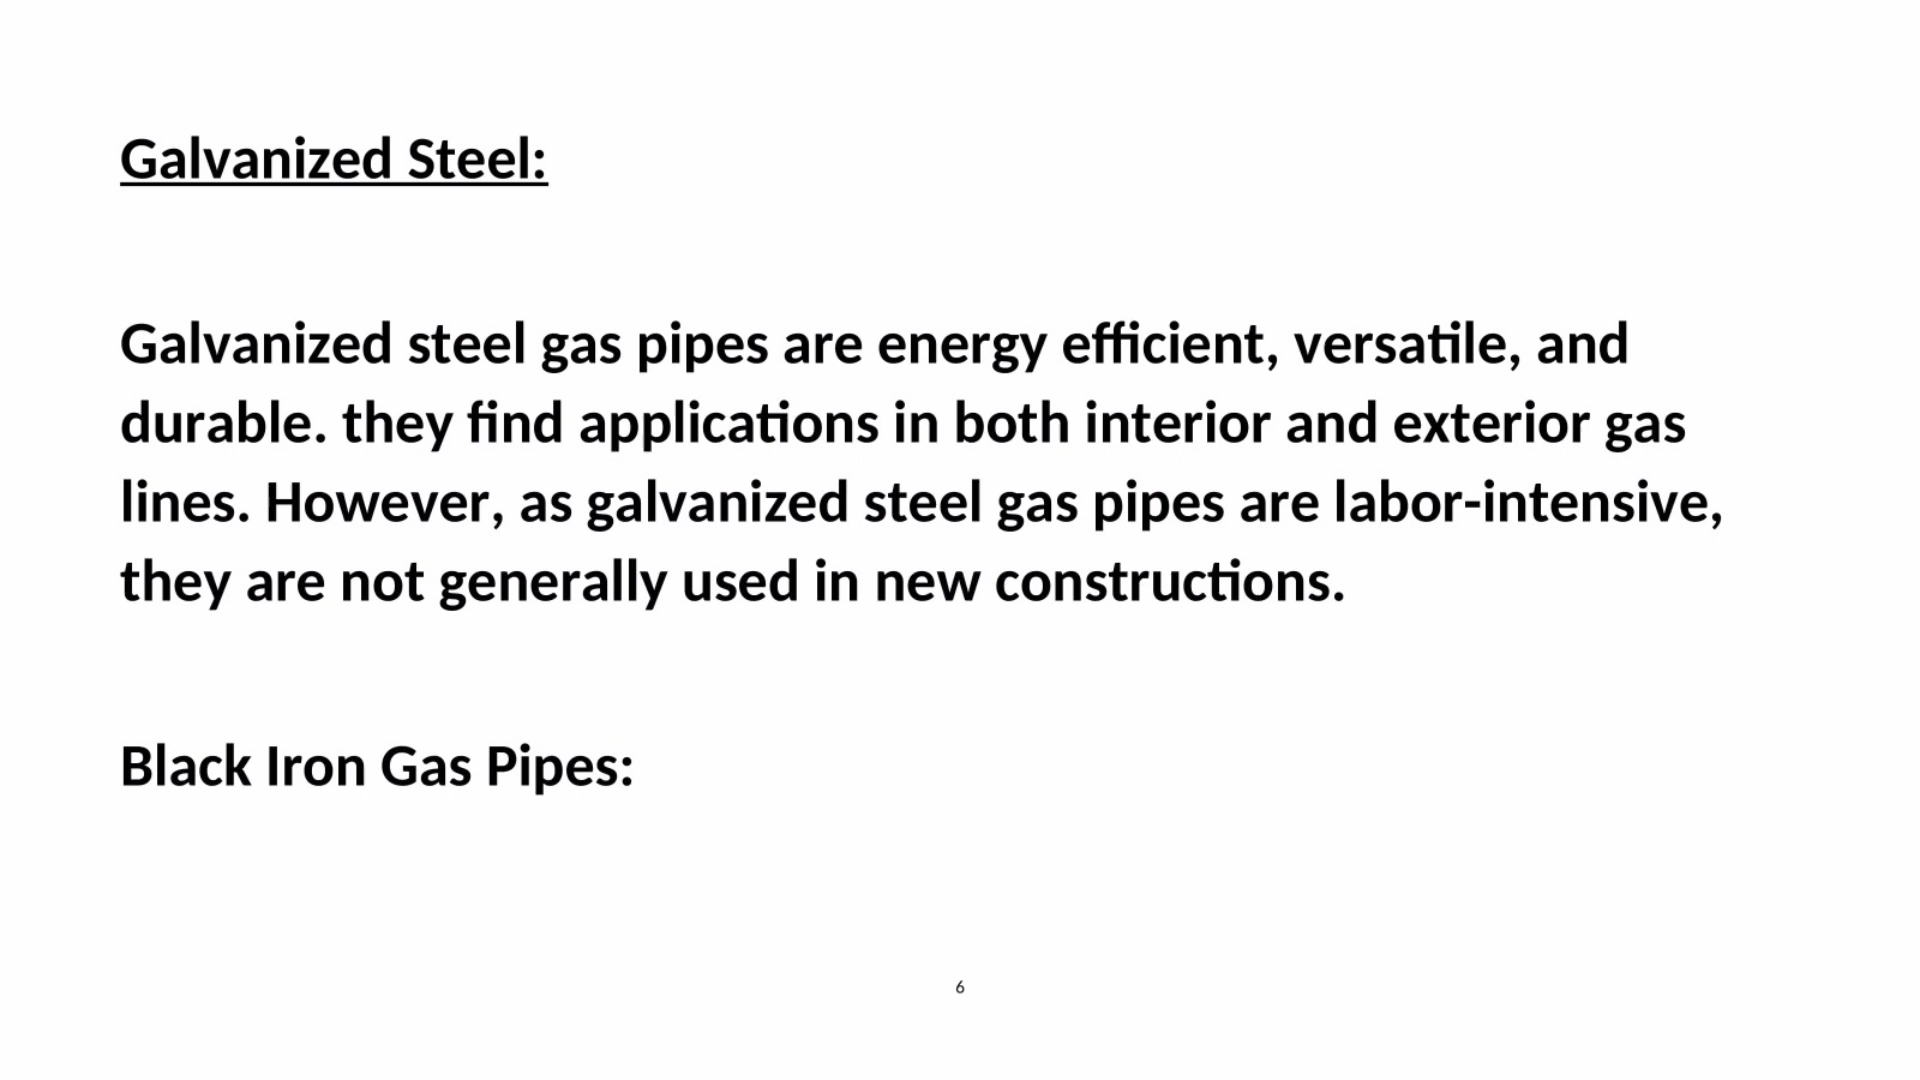 Galvanized Steel:
Galvanized steel gas pipes are energy efficient, versatile, and
durable. they find applications in both interior and exterior gas
lines. However, as galvanized steel gas pipes are labor-intensive,
they are not generally used in new constructions.
Black Iron Gas Pipes:
6